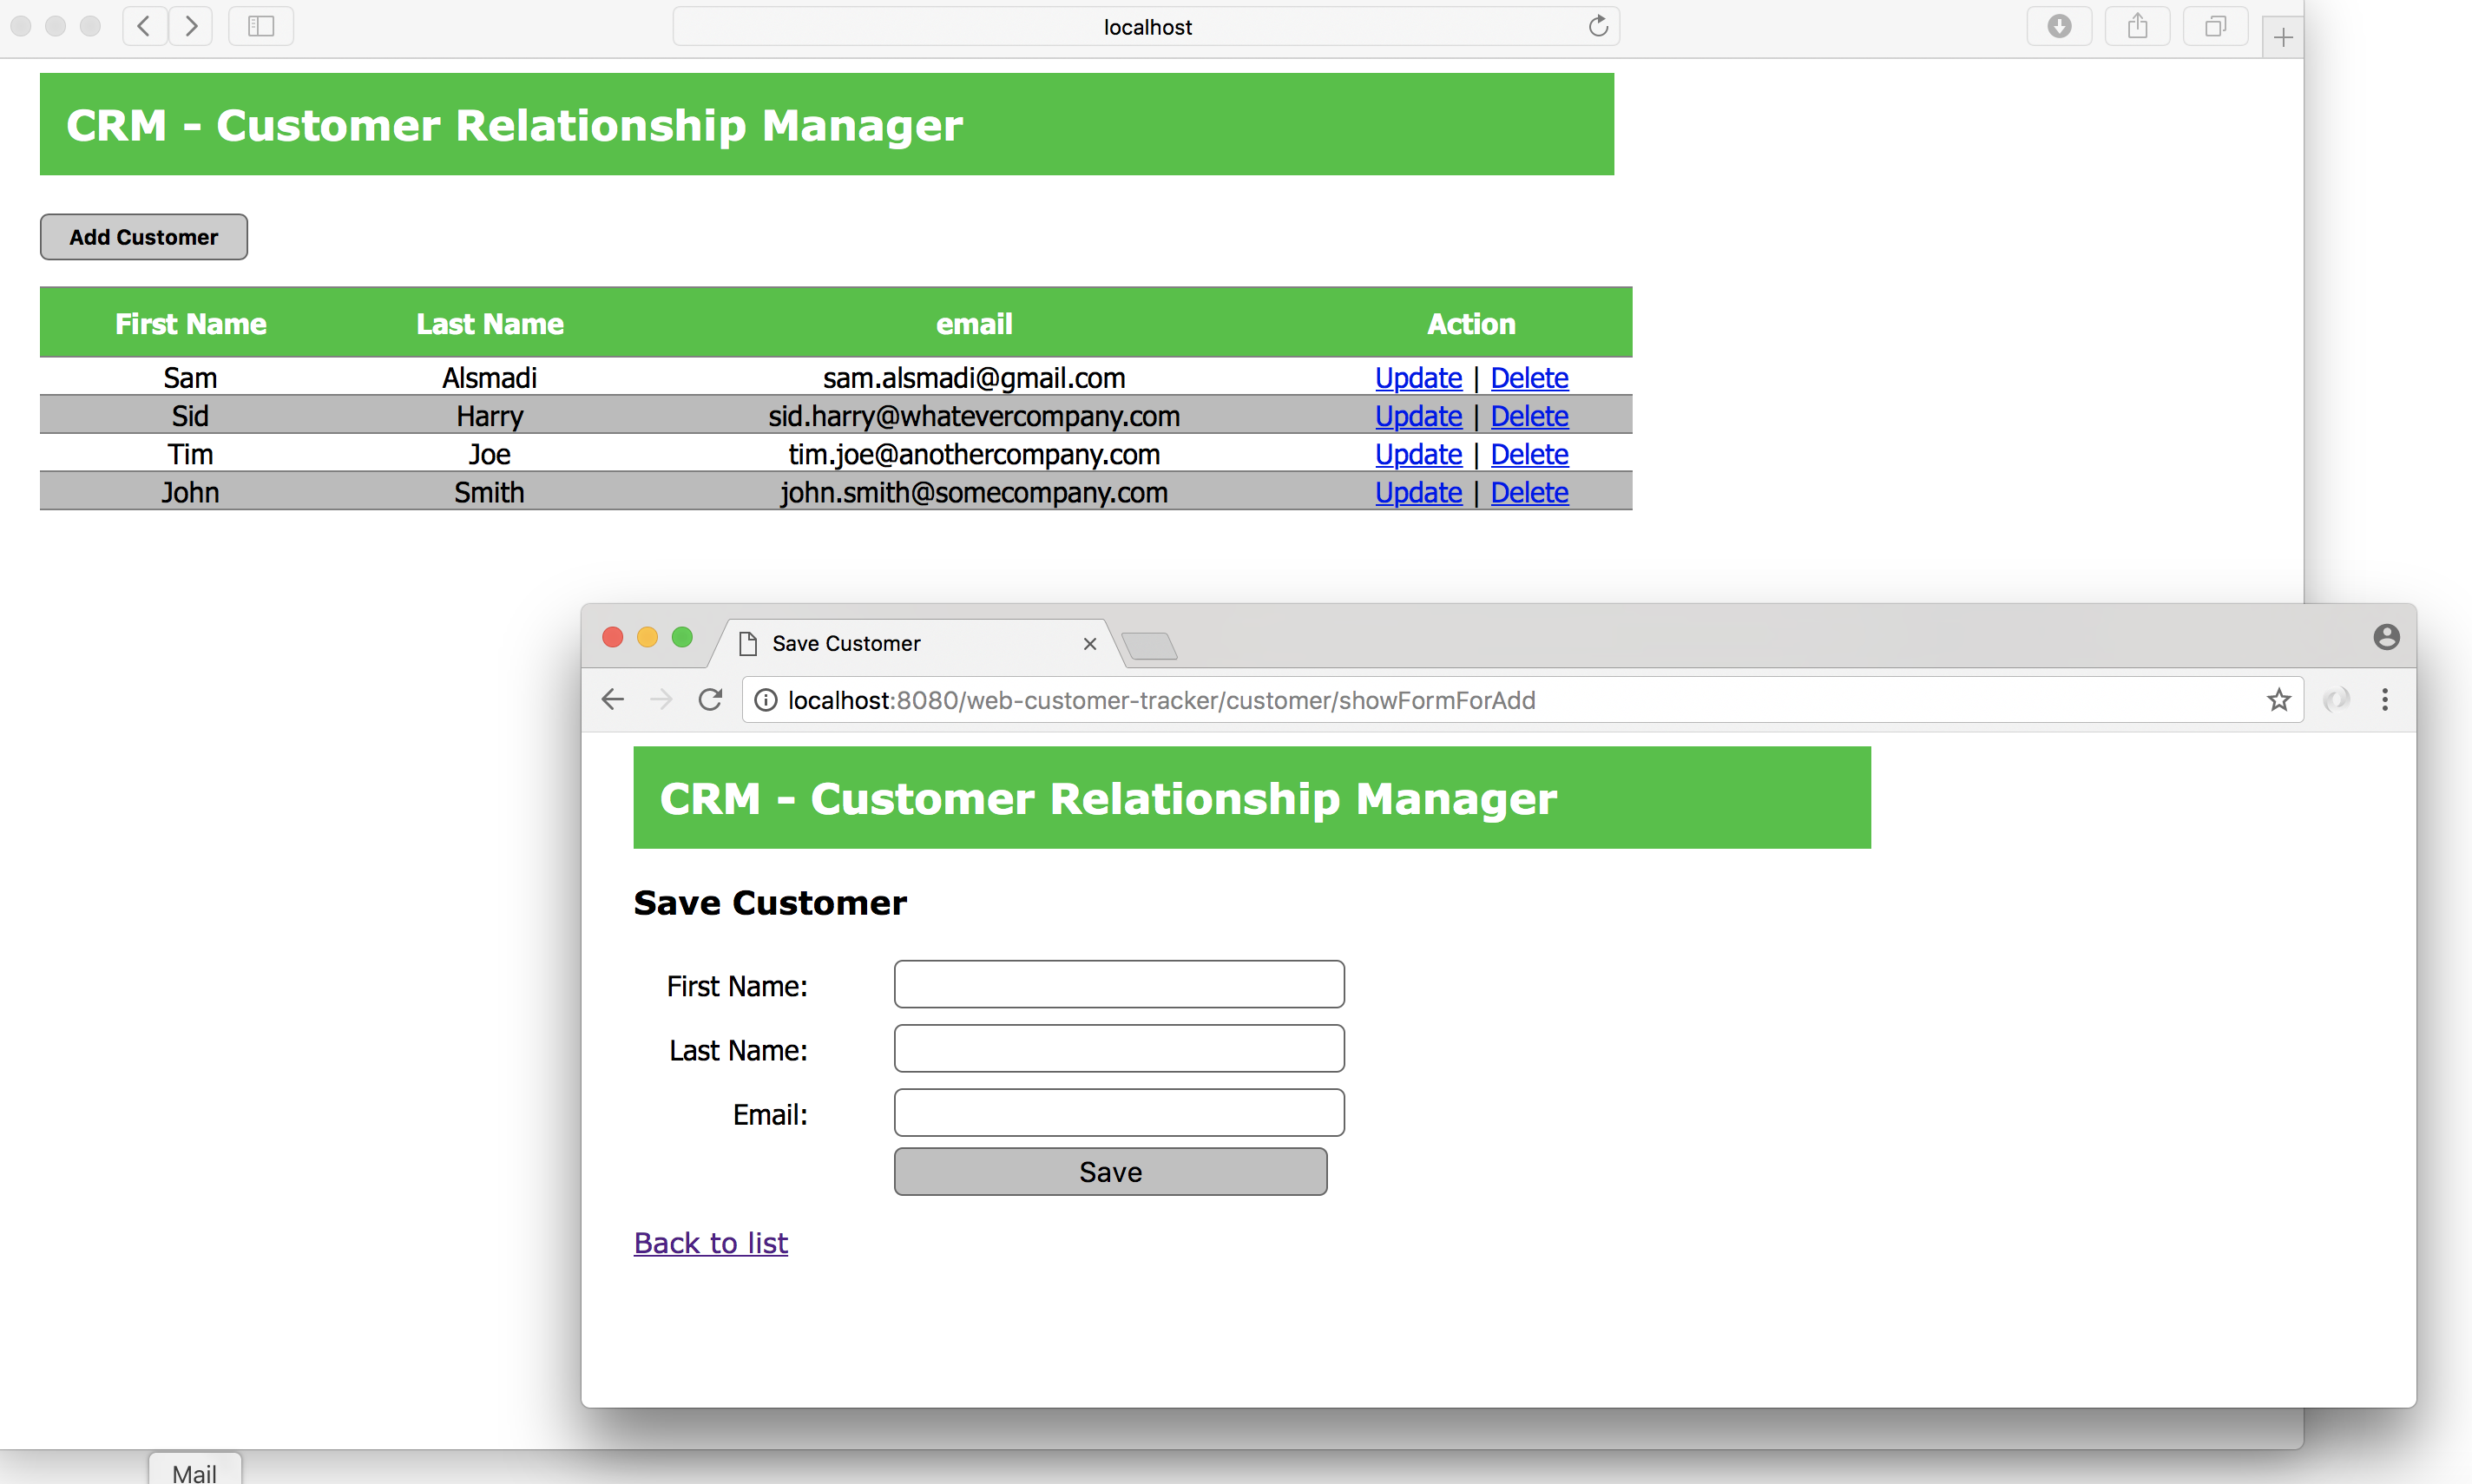 localhost
CRM - Customer Relationship Manager
Add Customer
First Name Last Name email Action
Sam Alsmadi sam.alsmadi@gmail.com Update | Delete
Sid Harry sid.harry@whatevercompany.com Update | Delete
Tim Joe tim.joe@anothercompany.com Update | Delete
John Smith john.smith@somecompany.com Update | Delete
Save Customer
localhost:8080/web-customer-tracker/customer/showFormForAdd
CRM - Customer Relationship Manager
Save Customer
First Name:
Last Name:
Email:
Save
Back to list
Mail